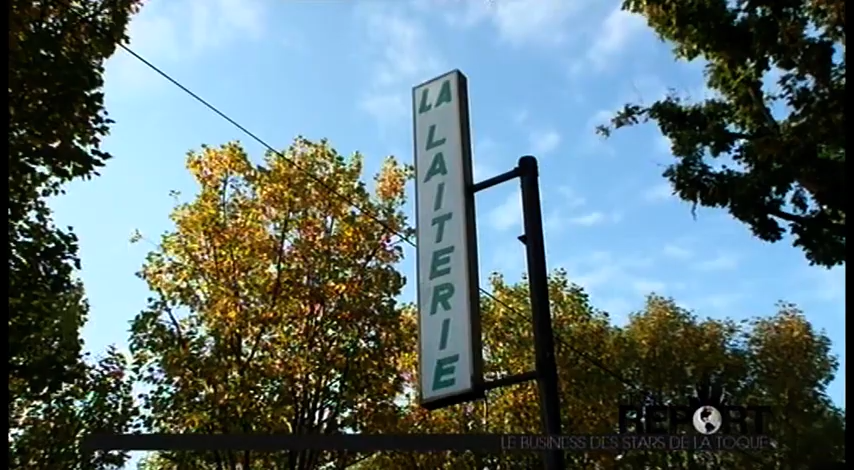 LA LAITERIE
REPORT
LE BUSINESS DES STARS DE LA TOQUE